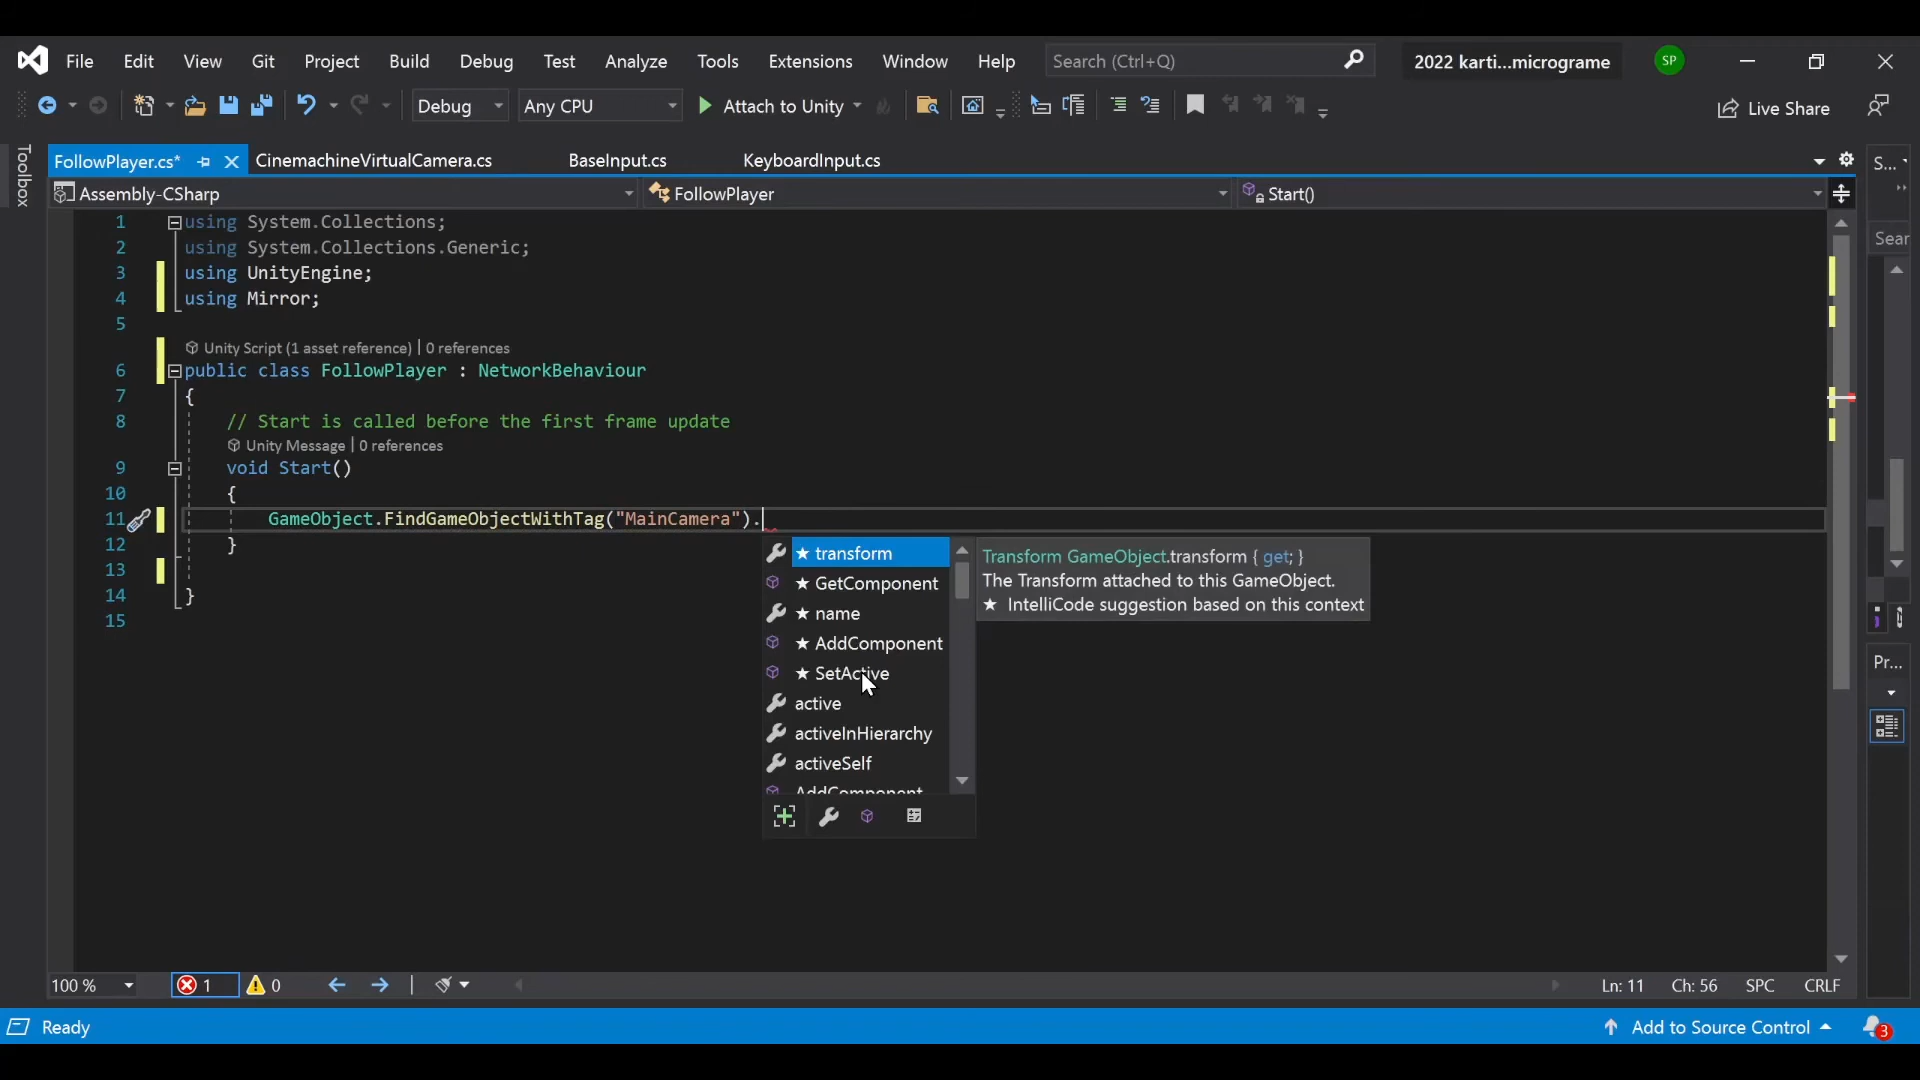 File Edit View Git Project Build Debug Test Analyze Tools Extensions Window Help Search (Ctrl+Q) 2022 karti...micrograme SP
Debug Any CPU Attach to Unity Live Share
Toolbox
FollowPlayer.cs* CinemachineVirtualCamera.cs BaseInput.cs KeyboardInput.cs S...
Assembly-CSharp FollowPlayer Start()
1 using System.Collections;
2 using System.Collections.Generic; Sear
3 using UnityEngine;
4 using Mirror;
5
Unity Script (1 asset reference) | 0 references
6 public class FollowPlayer : NetworkBehaviour
7 {
8 // Start is called before the first frame update
Unity Message | 0 references
9 void Start()
10 {
11 GameObject.FindGameObjectWithTag("MainCamera").
12 }
13
14 }
15
★ transform
★ GetComponent
★ name
★ AddComponent
★ SetActive
active
activeInHierarchy
activeSelf
AddComponent
Transform GameObject.transform { get; }
The Transform attached to this GameObject.
★ IntelliCode suggestion based on this context
Pr...
100 % 1 0 Ln: 11 Ch: 56 SPC CRLF
Ready Add to Source Control 3